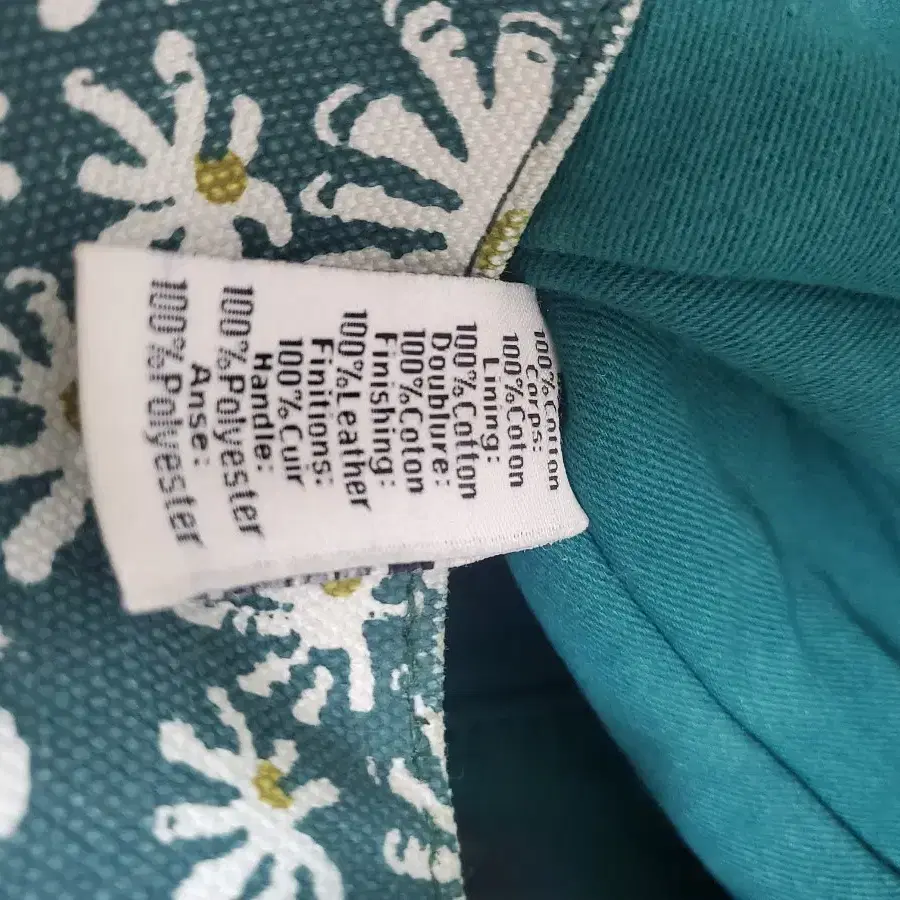 100%Cotton
Corps:
100%Coton
Lining:
100%Cotton
Doublure:
100%Coton
Finishing:
100%Leather
Finitions:
100%Cuir
Handle:
100%Polyester
Anse:
100%Polyester